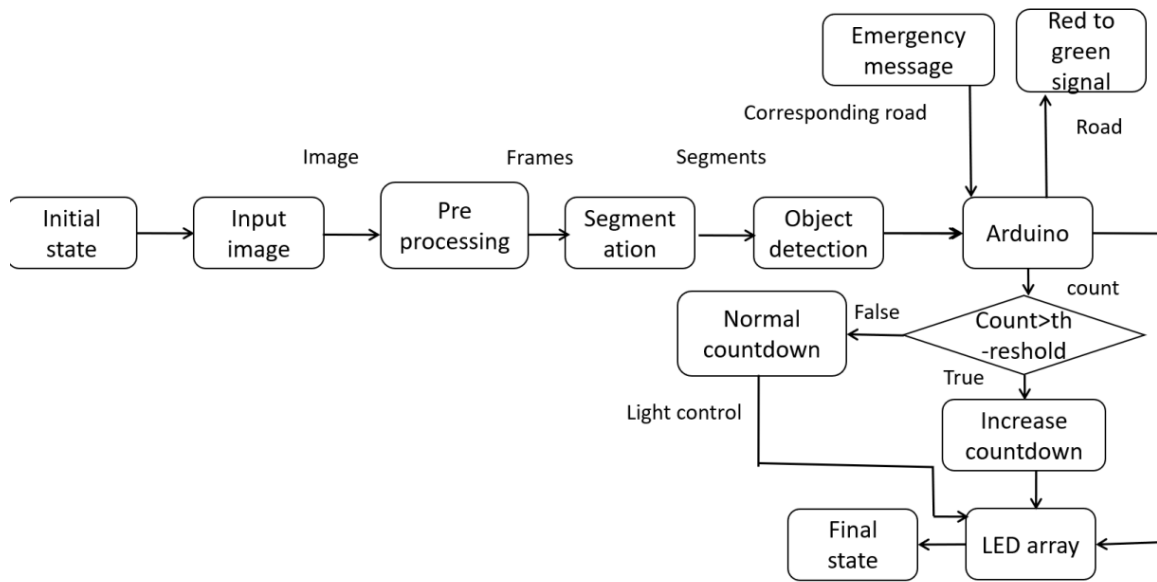 Emergency
message
Red to
green
signal
Corresponding road
Road
Image
Frames
Segments
Initial
state
Input
image
Pre
processing
Segment
ation
Object
detection
Arduino
count
False
Normal
countdown
Count>th
-reshold
True
Light control
Increase
countdown
Final
state
LED array